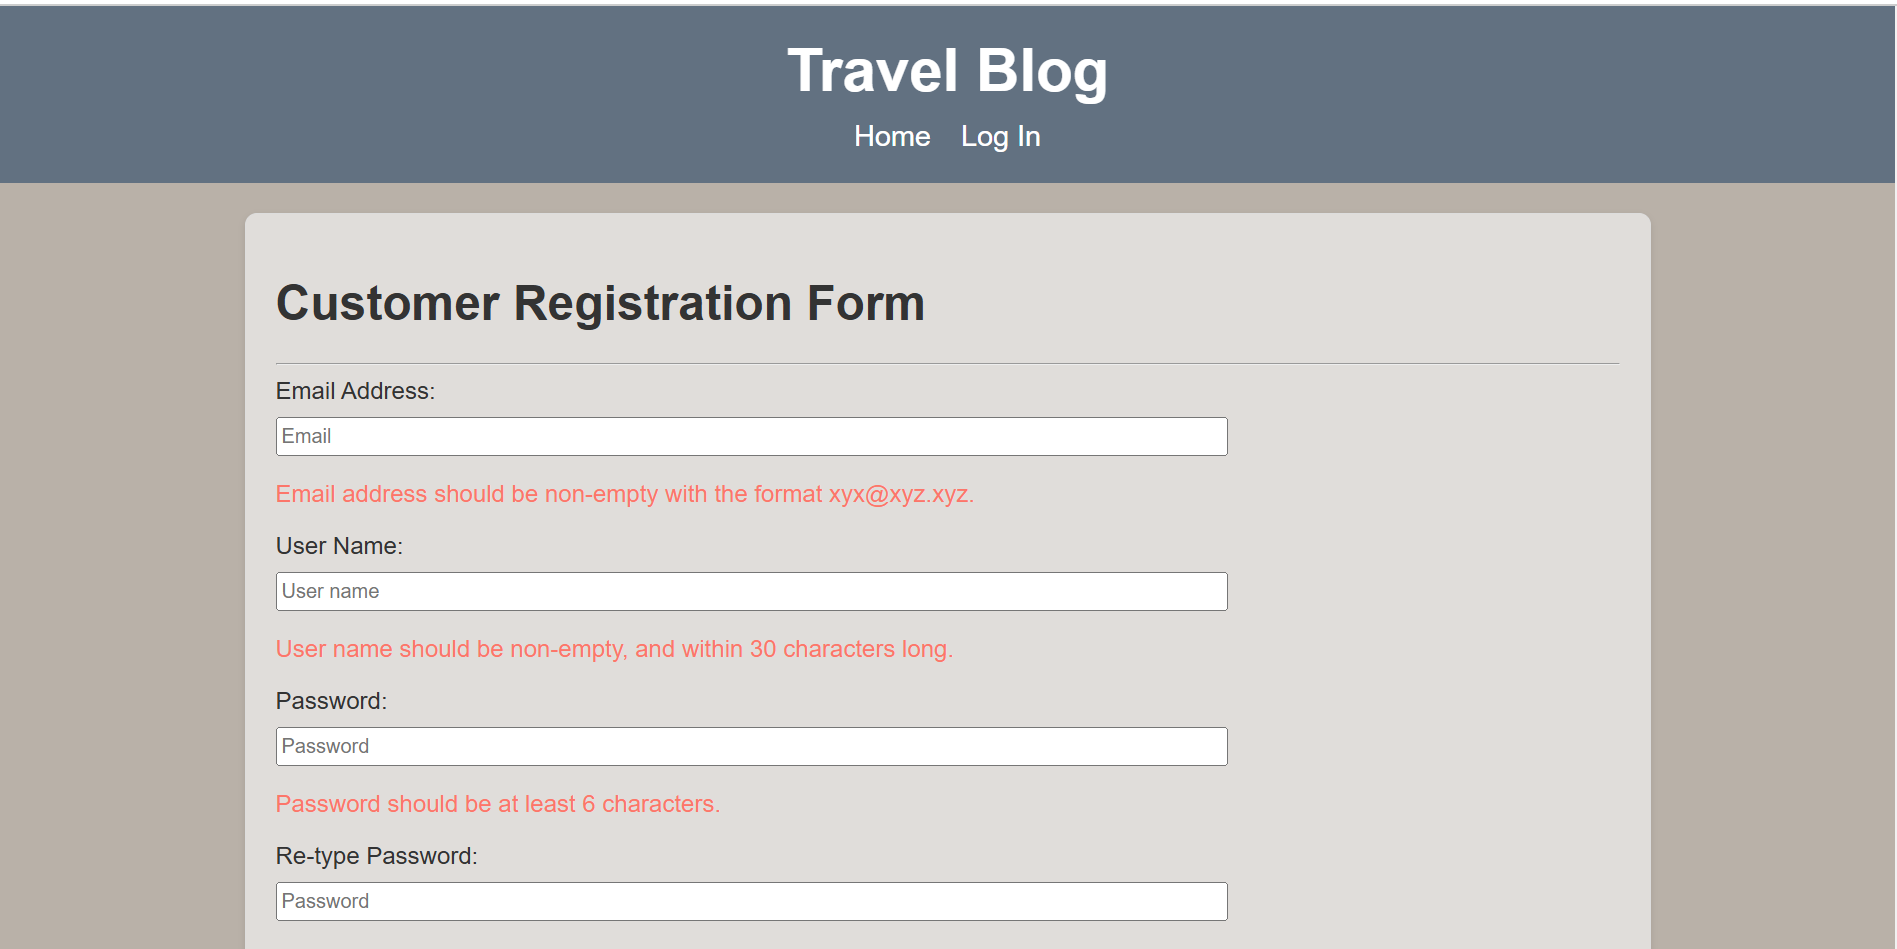 Travel Blog
Home Log In
Customer Registration Form
Email Address:
Email
Email address should be non-empty with the format xyx@xyz.xyz.
User Name:
User name
User name should be non-empty, and within 30 characters long.
Password:
Password
Password should be at least 6 characters.
Re-type Password:
Password